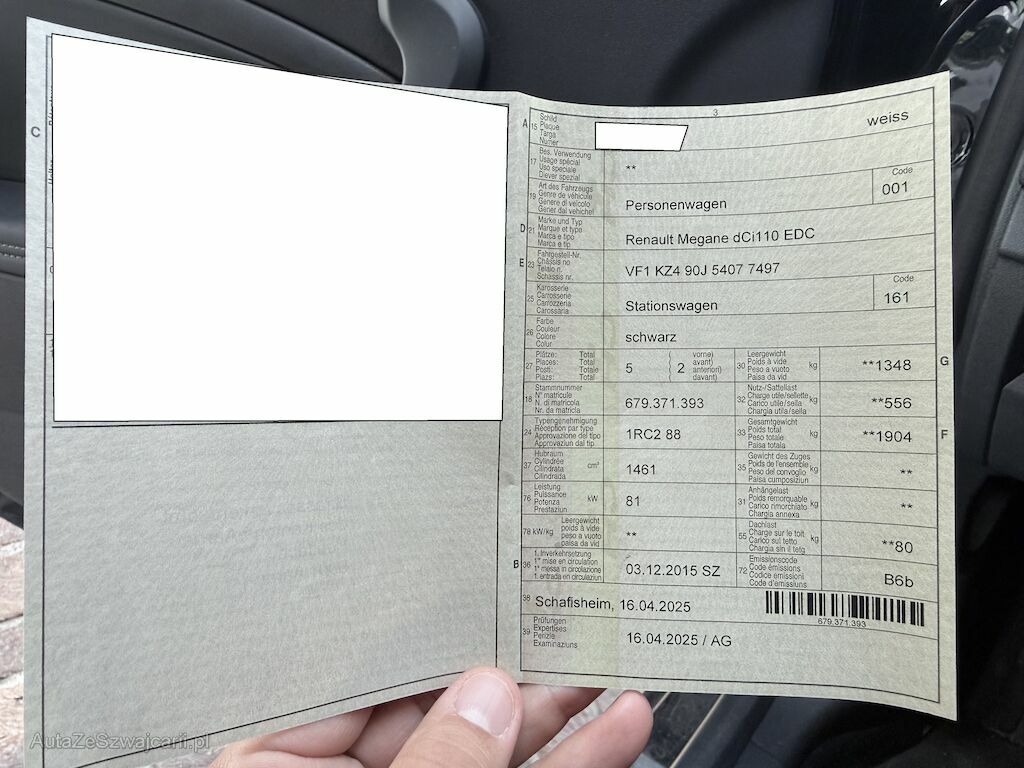 C
3
A 15 Schild Plaque Targa Numer
weiss
17 Bes. Verwendung Usage spécial Uso speciale Diever spezial
**
19 Art des Fahrzeugs Genre de véhicule Genere di veicolo Gener dal vehichel
Personenwagen
Code
001
D 21 Marke und Typ Marque et type Marca e tipo Marca e tip
Renault Megane dCi110 EDC
E 23 Fahrgestell-Nr. Châssis no Telaio n. Schassis nr.
VF1 KZ4 90J 5407 7497
25 Karosserie Carrosserie Carrozzeria Carossaria
Stationswagen
Code
161
26 Farbe Couleur Colore Colur
schwarz
27 Plätze: Total Places: Total Posti: Totale Plazs: Total
5 ( 2 vorne) avant) anteriori) davant)
30 Leergewicht Poids à vide Peso a vuoto Paisa da vid kg
**1348
G
18 Stammnummer N° matricule N. di matricola Nr. da matricla
679.371.393
32 Nutz-/Sattellast Charge utile/sellette Carico utile/sella Chargia utila/sella kg
**556
24 Typengenehmigung Réception par type Approvazione del tipo Approvaziun dal tip
1RC2 88
33 Gesamtgewicht Poids total Peso totale Paisa totala kg
**1904
F
37 Hubraum Cylindrée Cilindrata Cilindrada cm³
1461
35 Gewicht des Zuges Poids de l'ensemble Peso del convoglio Paisa cumposiziun kg
**
76 Leistung Puissance Potenza Prestaziun kW
81
31 Anhängelast Poids remorquable Carico rimorchiato Chargia annexa kg
**
78 kW/kg Leergewicht poids à vide peso a vuoto paisa da vid
**
55 Dachlast Charge sur le toit Carico sul tetto Chargia sin il tetg kg
**80
B 36 1. Inverkehrsetzung 1re mise en circulation 1a messa in circolazione 1. entrada en circulaziun
03.12.2015 SZ
72 Emissionscode Code émissions Codice emissioni Code d'emissiuns
B6b
38 Schafisheim, 16.04.2025
679.371.393
39 Prüfungen Expertises Perizie Examinaziuns
16.04.2025 / AG
AutaZeSzwajcarii.pl